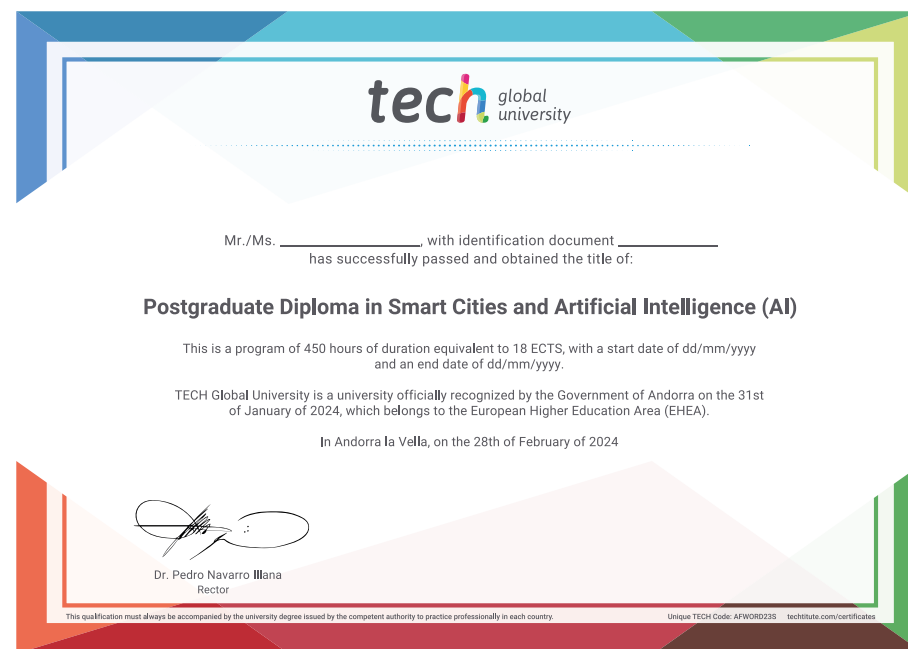 tech global university
Mr./Ms. ____________________, with identification document ______________
has successfully passed and obtained the title of:
Postgraduate Diploma in Smart Cities and Artificial Intelligence (AI)
This is a program of 450 hours of duration equivalent to 18 ECTS, with a start date of dd/mm/yyyy
and an end date of dd/mm/yyyy.
TECH Global University is a university officially recognized by the Government of Andorra on the 31st
of January of 2024, which belongs to the European Higher Education Area (EHEA).
In Andorra la Vella, on the 28th of February of 2024
Dr. Pedro Navarro Illana
Rector
This qualification must always be accompanied by the university degree issued by the competent authority to practice professionally in each country.
Unique TECH Code: AFWORD23S techtitute.com/certificates